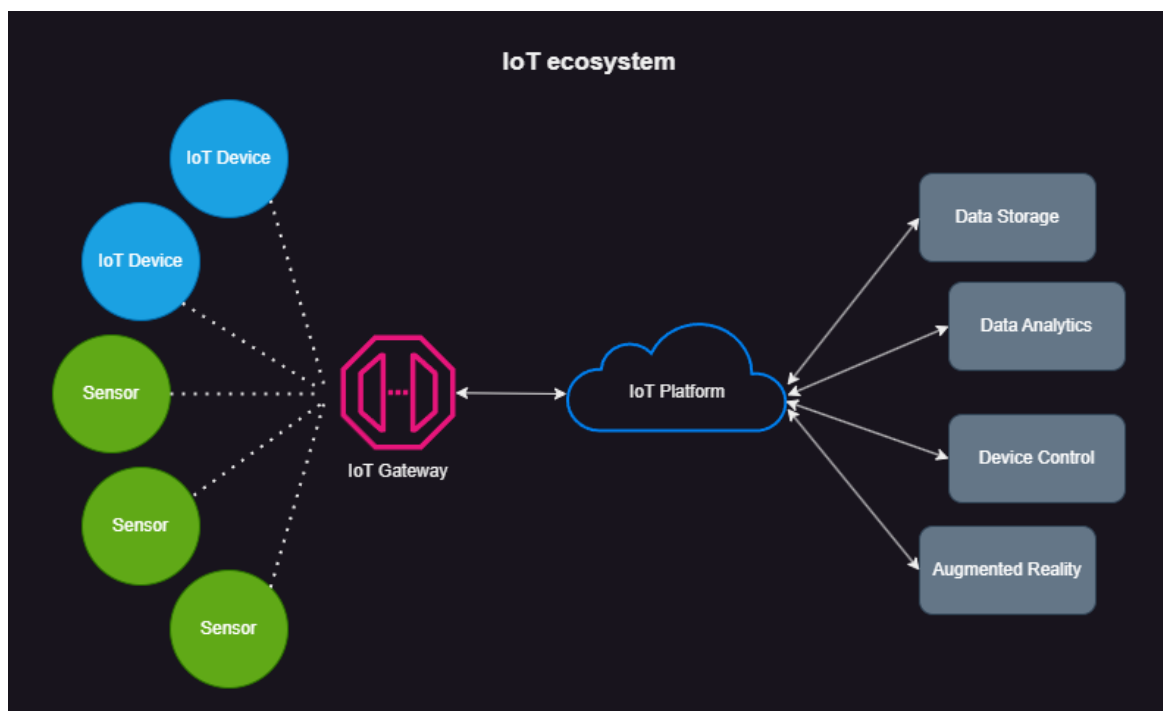 IoT ecosystem
IoT Device
IoT Device
Sensor
Sensor
Sensor
IoT Gateway
IoT Platform
Data Storage
Data Analytics
Device Control
Augmented Reality